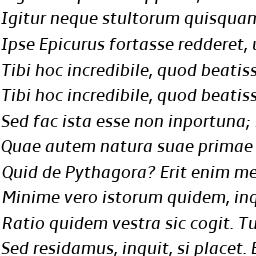 Igitur neque stultorum quisquam
Ipse Epicurus fortasse redderet,
Tibi hoc incredibile, quod beatiss
Tibi hoc incredibile, quod beatiss
Sed fac ista esse non inportuna;
Quae autem natura suae primae
Quid de Pythagora? Erit enim me
Minime vero istorum quidem, inq
Ratio quidem vestra sic cogit. Tu
Sed residamus, inquit, si placet. E